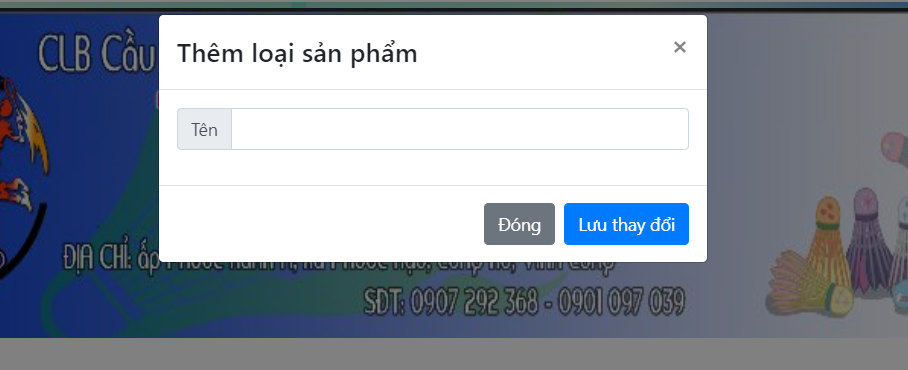 CLB Cầu
Thêm loại sản phẩm
×
Tên
Đóng
Lưu thay đổi
ĐỊA CHỈ: ấp
SDT: 0907 292 368 - 0901 097 039